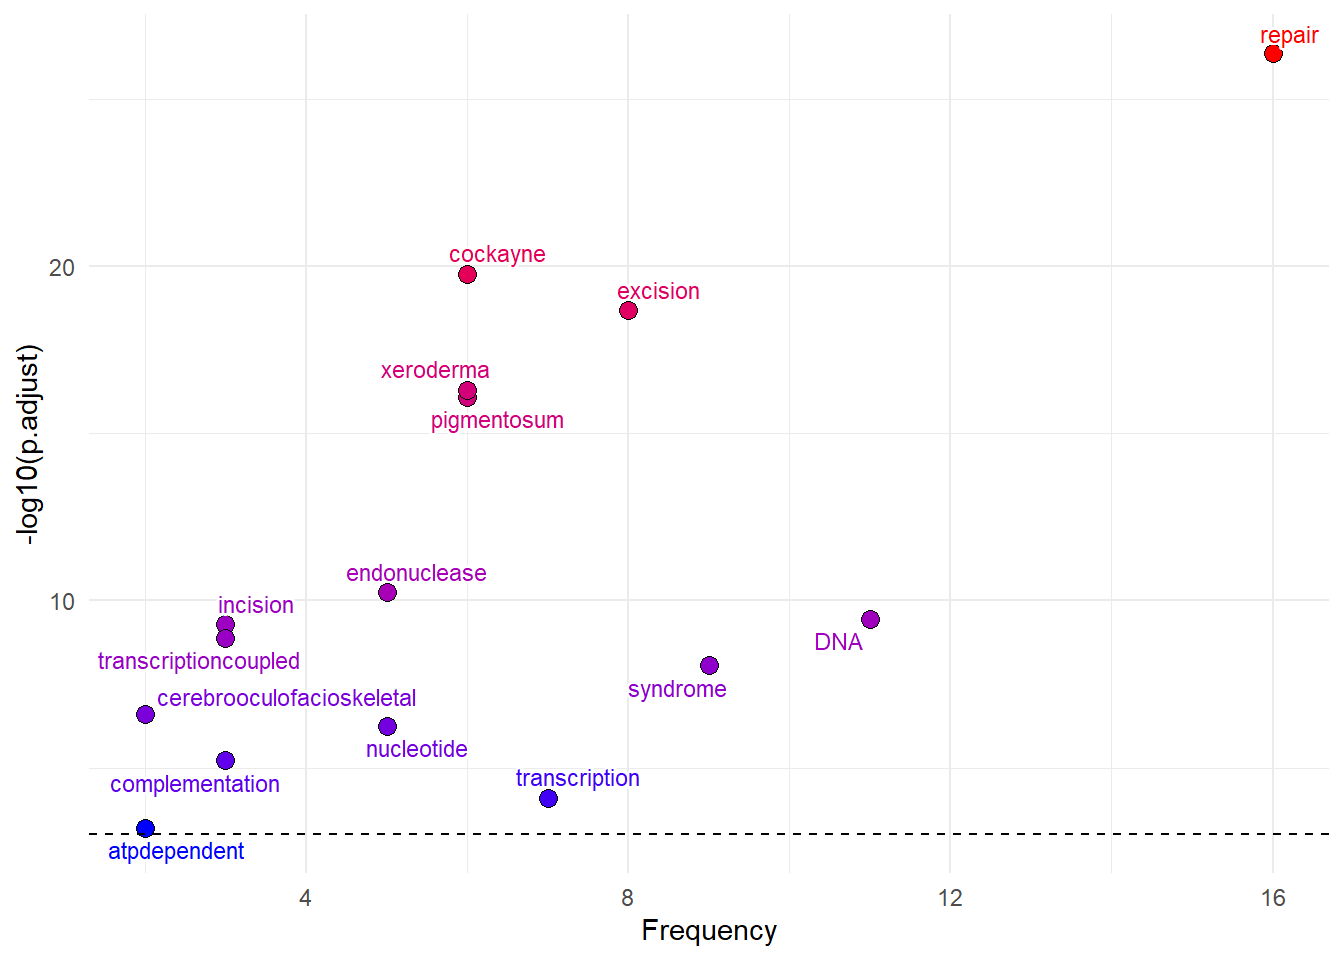 repair
cockayne
20
excision
xeroderma
pigmentosum
-log10(p.adjust)
endonuclease
10
incision
DNA
transcriptioncoupled
syndrome
cerebrooculofacioskeletal
nucleotide
transcription
complementation
atpdependent
4
8
12
16
Frequency